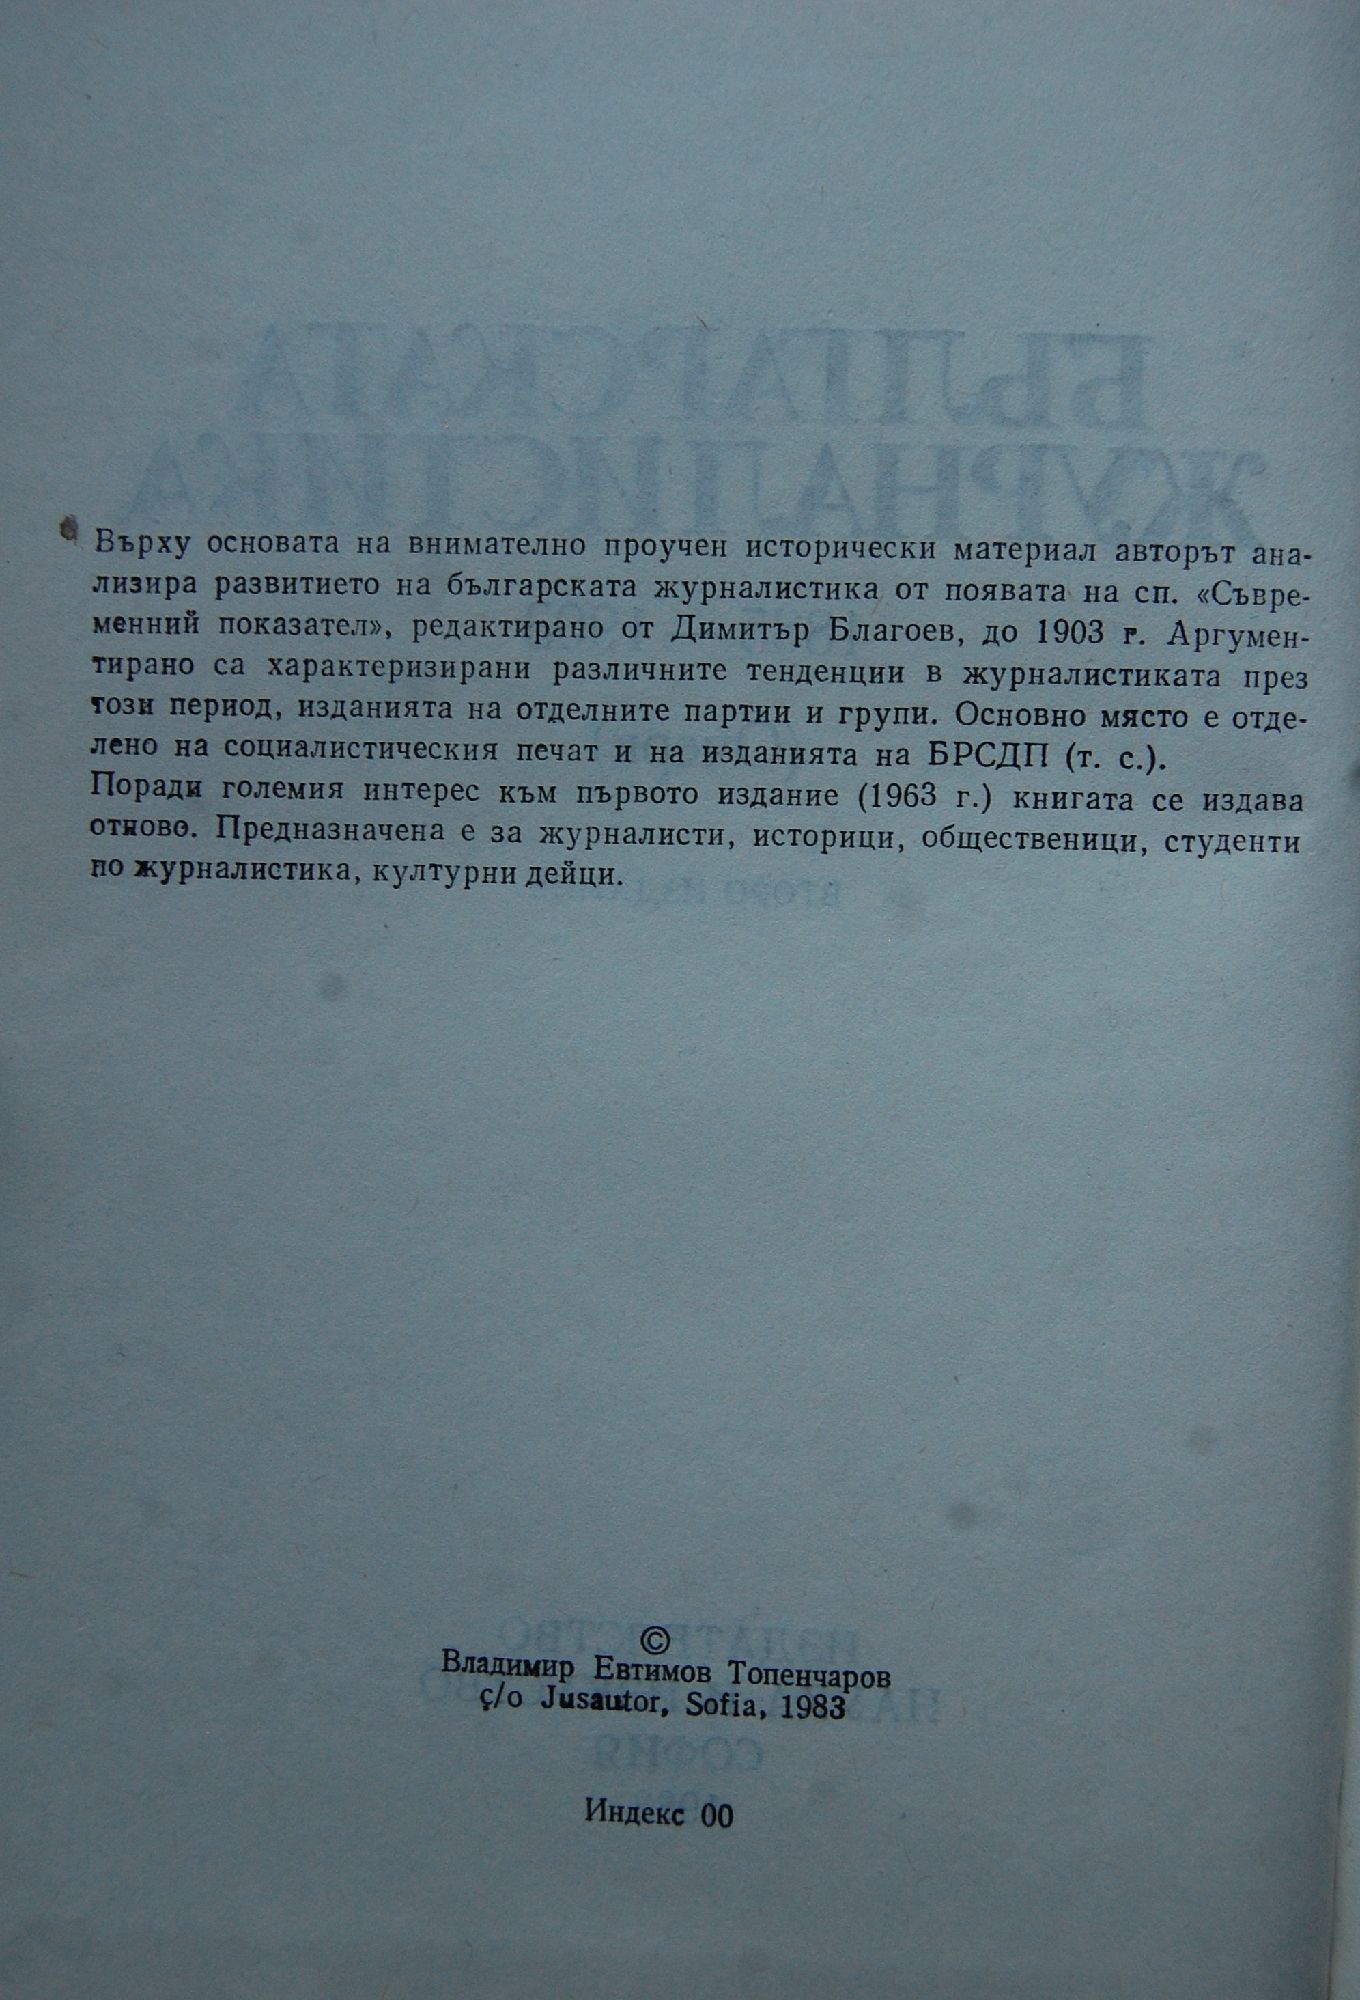 Върху основата на внимателно проучен исторически материал авторът ана-
лизира развитието на българската журналистика от появата на сп. «Съвре-
менний показател», редактирано от Димитър Благоев, до 1903 г. Аргумен-
тирано са характеризирани различните тенденции в журналистиката през
този период, изданията на отделните партии и групи. Основно място е отде-
лено на социалистическия печат и на изданията на БРСДП (т. с.).
Поради големия интерес към първото издание (1963 г.) книгата се издава
отново. Предназначена е за журналисти, историци, общественици, студенти
по журналистика, културни дейци.
©
Владимир Евтимов Топенчаров
c/o Jusautor, Sofia, 1983
Индекс 00